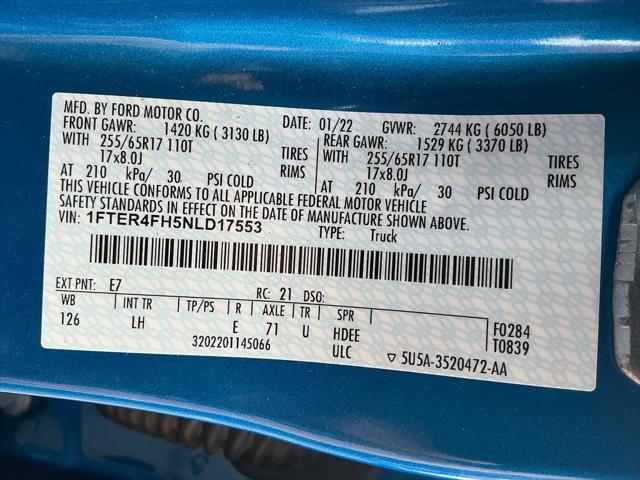 MFD. BY FORD MOTOR CO.
DATE: 01/22 GVWR: 2744 KG ( 6050 LB)
FRONT GAWR: 1420 KG ( 3130 LB) REAR GAWR: 1529 KG ( 3370 LB)
WITH 255/65R17 110T TIRES WITH 255/65R17 110T TIRES
17x8.0J RIMS 17x8.0J RIMS
AT 210 kPa/ 30 PSI COLD AT 210 kPa/ 30 PSI COLD
THIS VEHICLE CONFORMS TO ALL APPLICABLE FEDERAL MOTOR VEHICLE
SAFETY STANDARDS IN EFFECT ON THE DATE OF MANUFACTURE SHOWN ABOVE.
VIN: 1FTER4FH5NLD17553 TYPE: Truck
EXT PNT: E7 RC: 21 DSO:
WB INT TR TP/PS R AXLE TR SPR
126 LH E 71 U HDEE
ULC
F0284
T0839
3202201145066
▽ 5U5A-3520472-AA